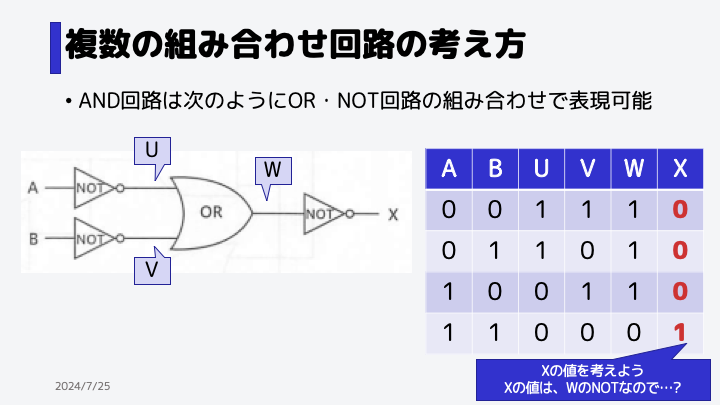 複数の組み合わせ回路の考え方
• AND回路は次のようにOR・NOT回路の組み合わせで表現可能
U
W
A NOT
OR
NOT X
B NOT
V
A B U V W X
0 0 1 1 1 0
0 1 1 0 1 0
1 0 0 1 1 0
1 1 0 0 0 1
Xの値を考えよう
Xの値は、WのNOTなので…?
2024/7/25